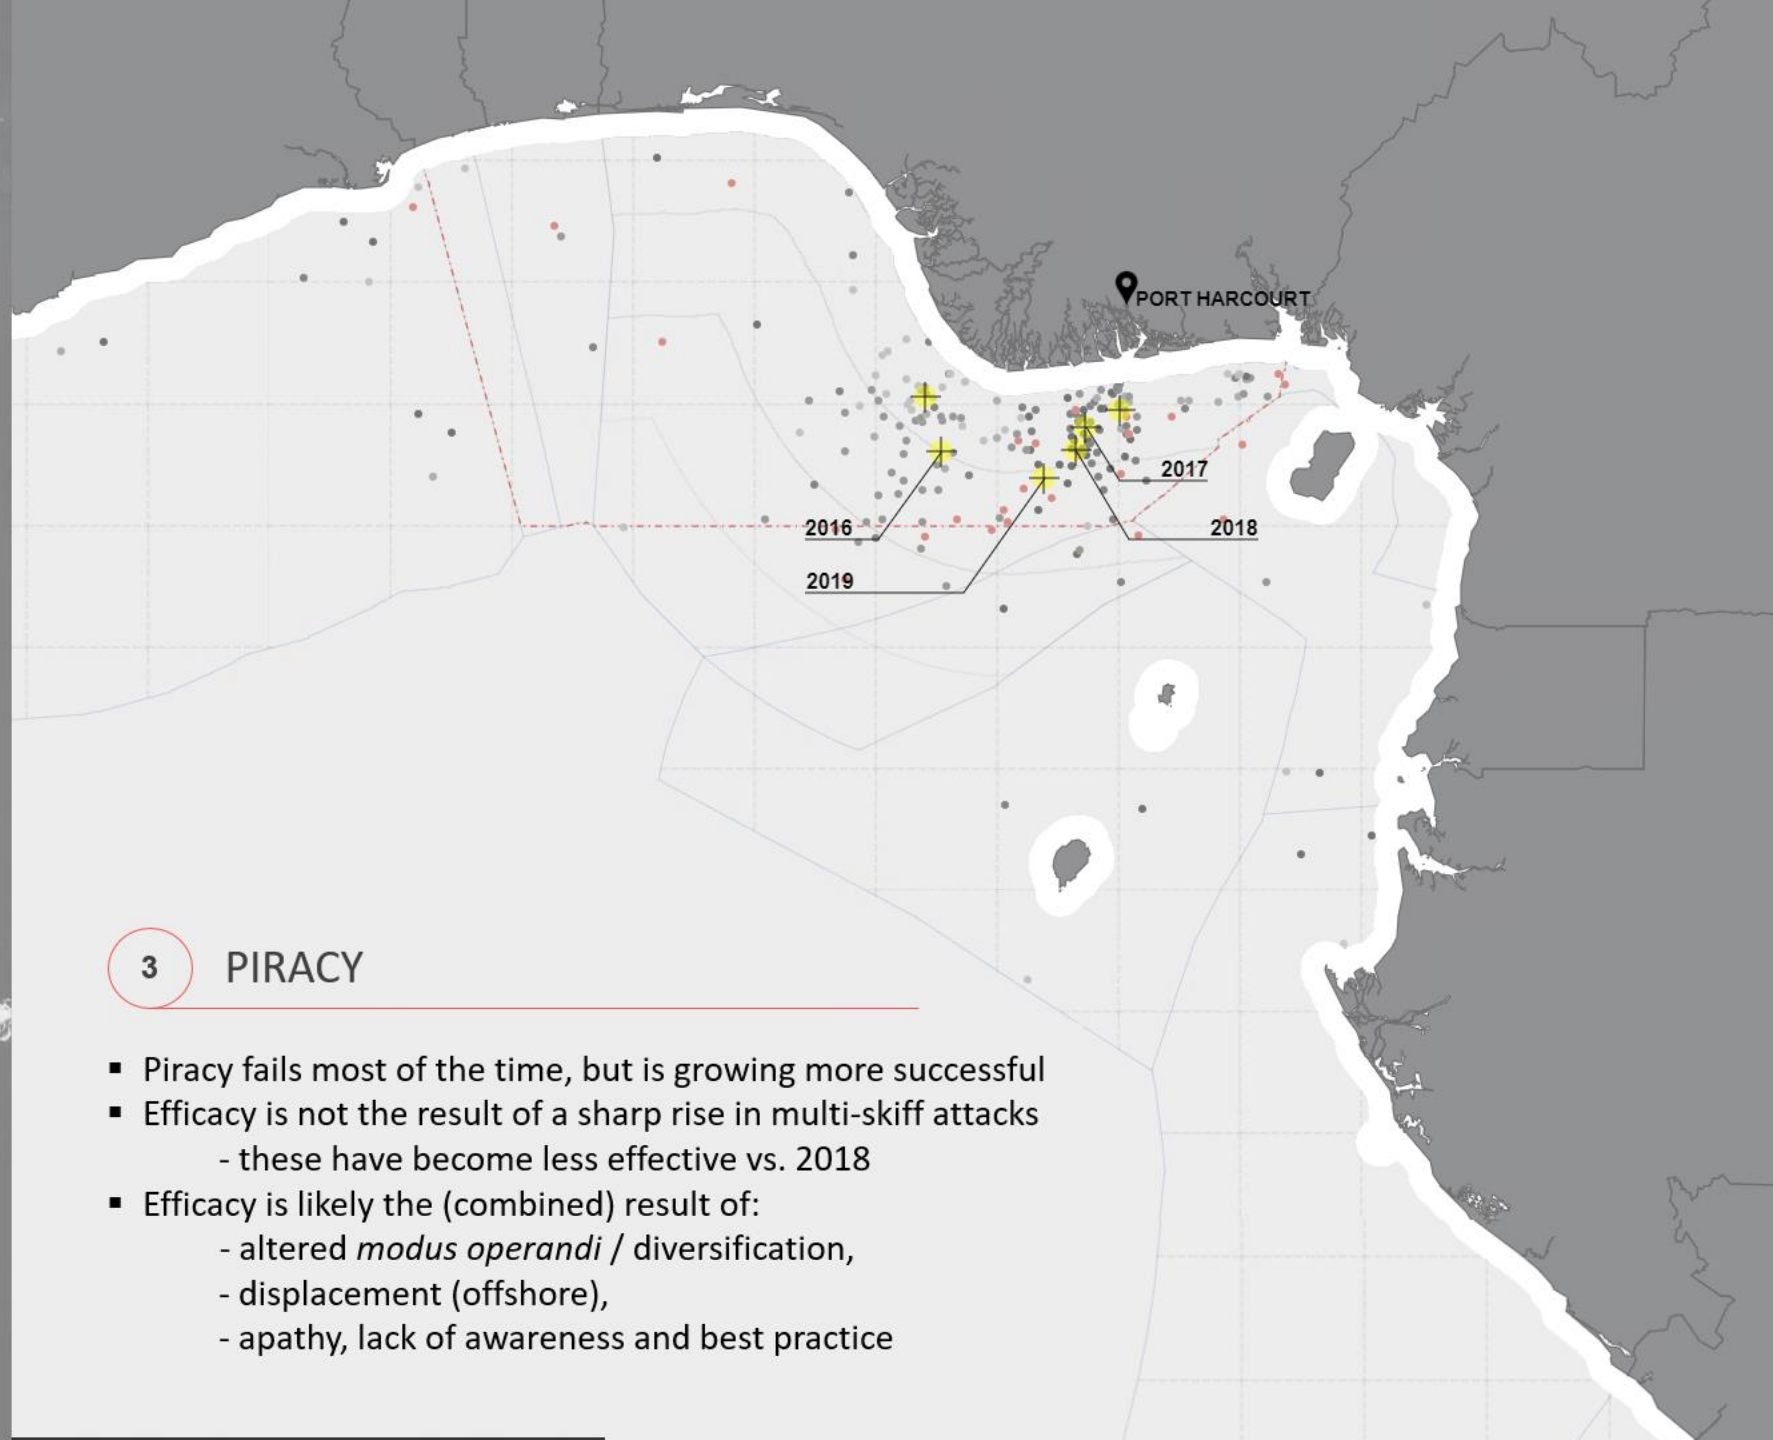 PORT HARCOURT
2017
2016
2018
2019
3 PIRACY
▪ Piracy fails most of the time, but is growing more successful
▪ Efficacy is not the result of a sharp rise in multi-skiff attacks
- these have become less effective vs. 2018
▪ Efficacy is likely the (combined) result of:
- altered modus operandi / diversification,
- displacement (offshore),
- apathy, lack of awareness and best practice